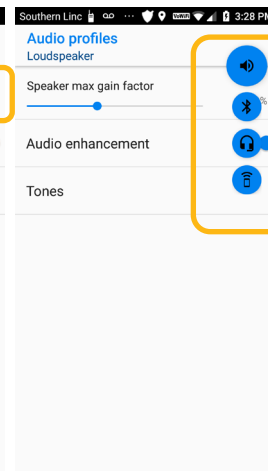 Southern Linc 3:28 PM
Audio profiles
Loudspeaker
Speaker max gain factor
%
Audio enhancement
Tones